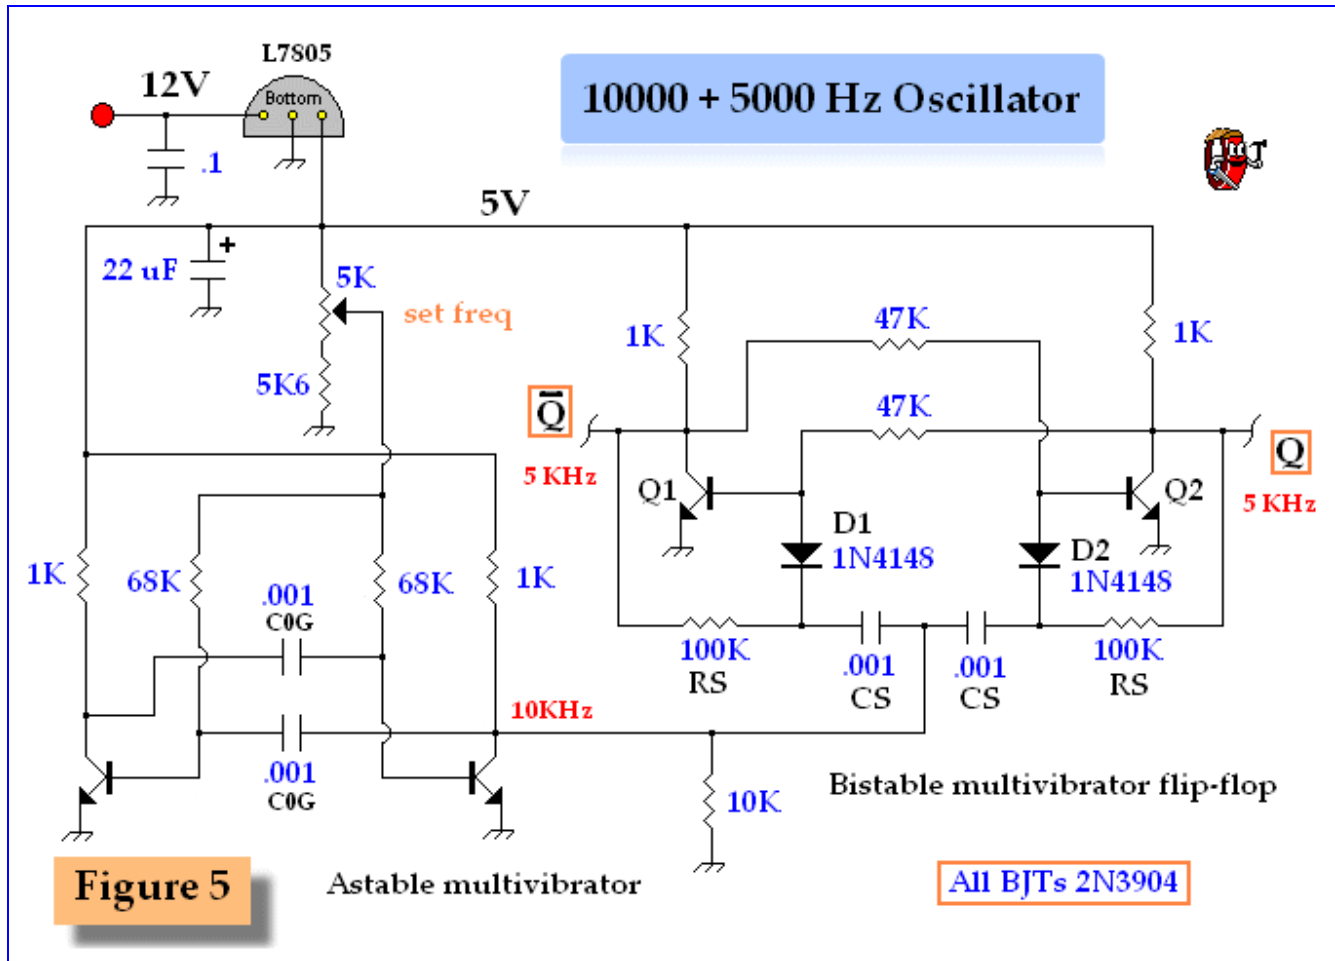 L7805
12V
Bottom
10000 + 5000 Hz Oscillator
.1
5V
22 uF
+
5K
set freq
1K
47K
1K
5K6
47K
Q̅
Q
5 KHz
Q1
Q2
5 KHz
D1
1N4148
D2
1N4148
1K
68K
.001
C0G
68K
1K
100K
RS
.001
CS
.001
CS
100K
RS
10KHz
.001
C0G
10K
Bistable multivibrator flip-flop
Figure 5
Astable multivibrator
All BJTs 2N3904